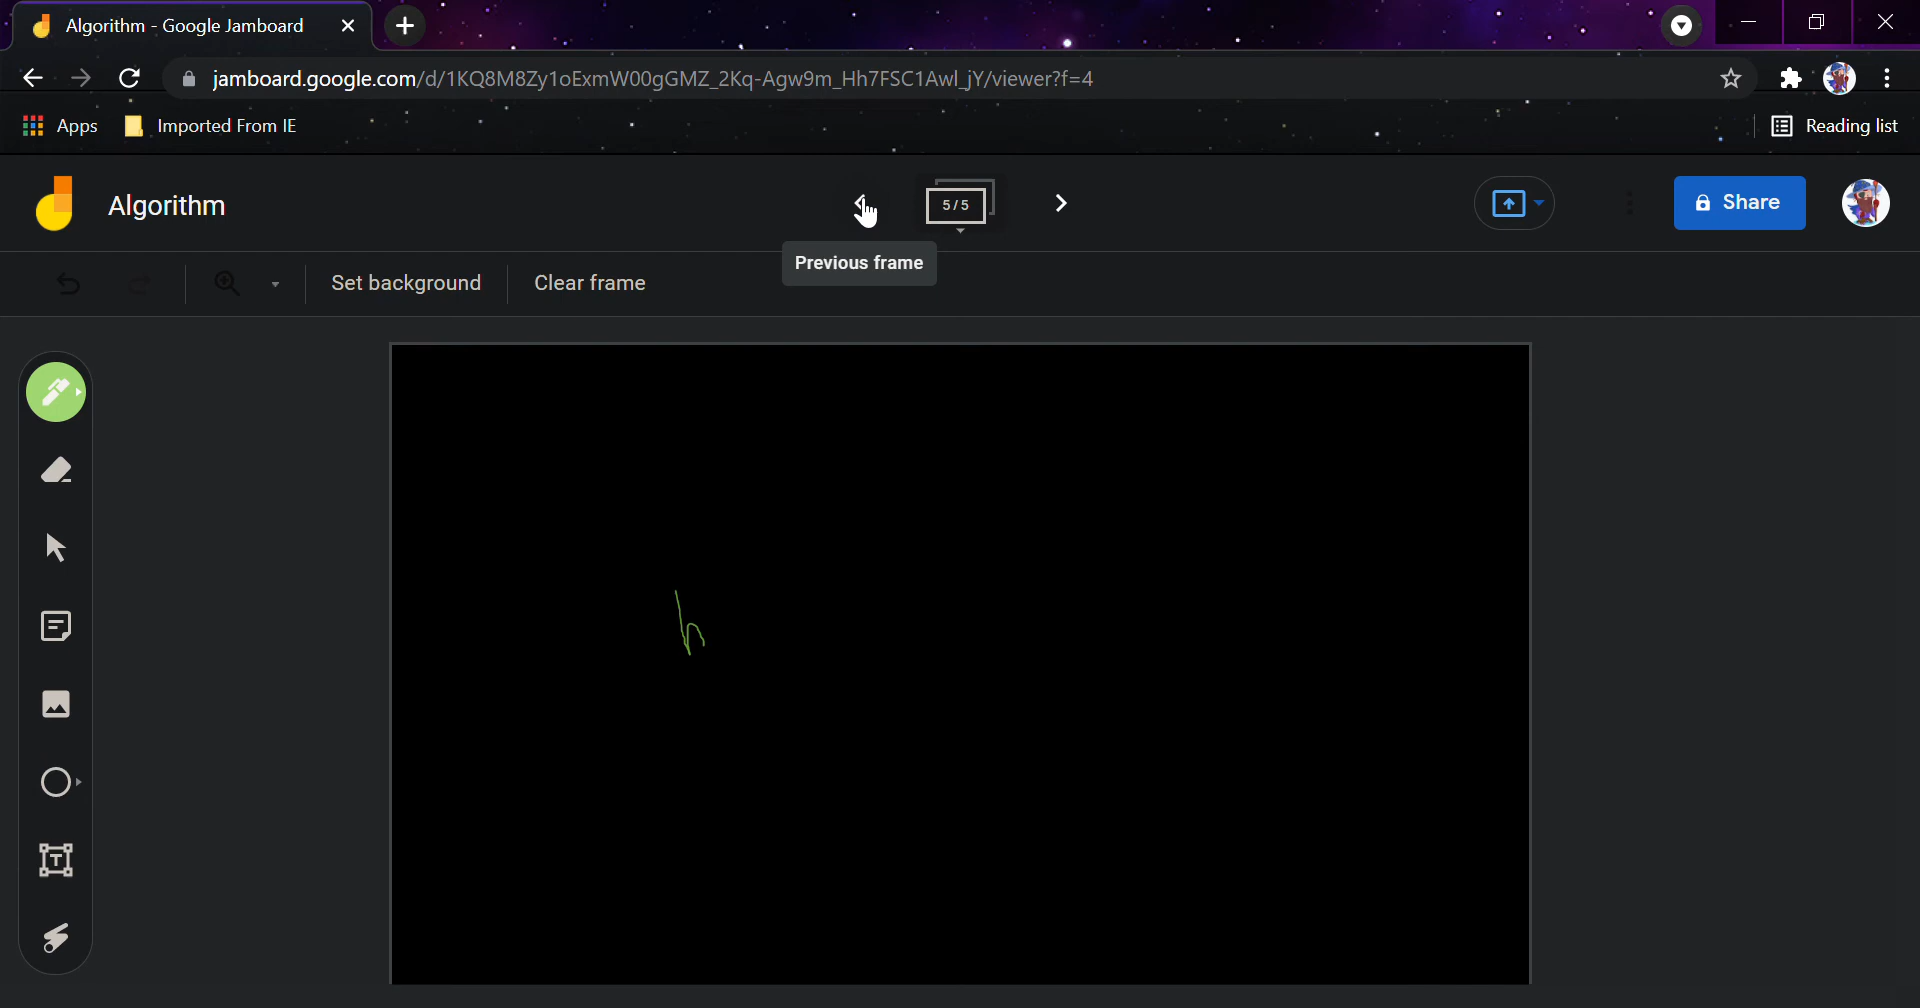 Algorithm - Google Jamboard
jamboard.google.com/d/1KQ8M8Zy1oExmW00gGMZ_2Kq-Agw9m_Hh7FSC1Awl_jY/viewer?f=4
Apps Imported From IE Reading list
Algorithm 5/5 Share
Previous frame
Set background Clear frame
T
h